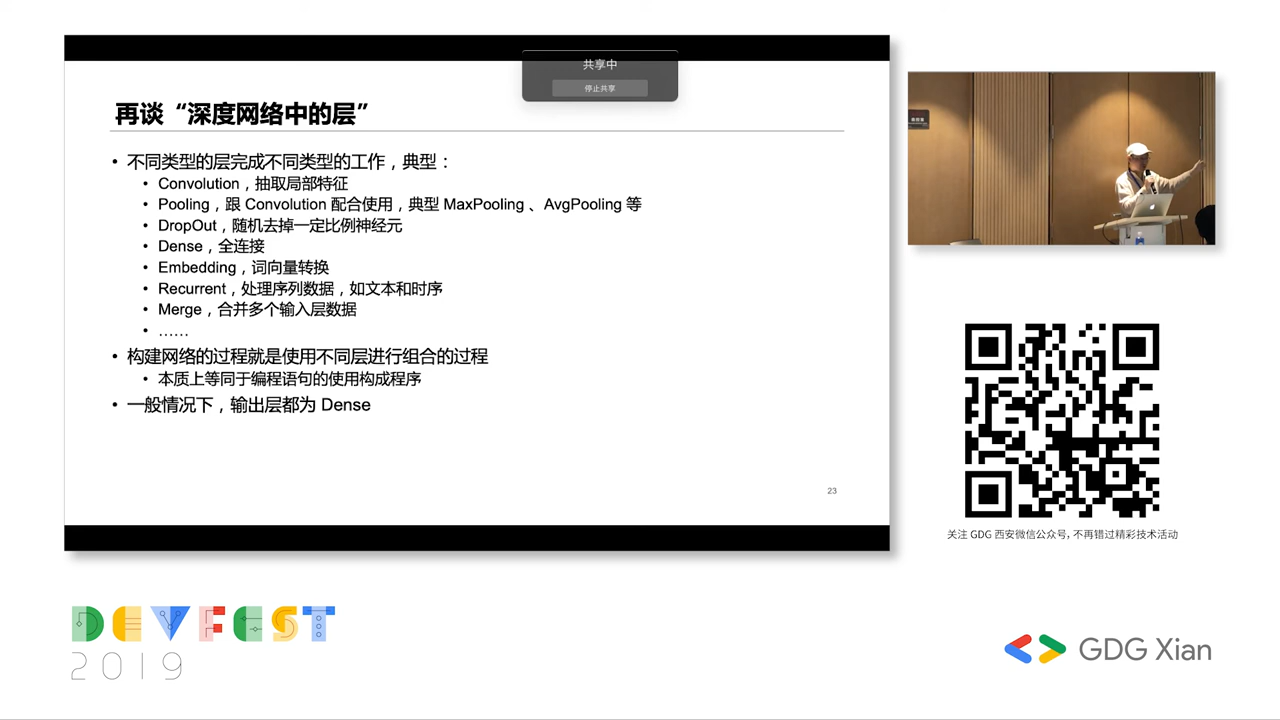 共享中
停止共享
再谈“深度网络中的层”
• 不同类型的层完成不同类型的工作，典型：
• Convolution，抽取局部特征
• Pooling，跟 Convolution 配合使用，典型 MaxPooling 、AvgPooling 等
• DropOut，随机去掉一定比例神经元
• Dense，全连接
• Embedding，词向量转换
• Recurrent，处理序列数据，如文本和时序
• Merge，合并多个输入层数据
• ……
• 构建网络的过程就是使用不同层进行组合的过程
• 本质上等同于编程语句的使用构成程序
• 一般情况下，输出层都为 Dense
23
关注 GDG 西安微信公众号, 不再错过精彩技术活动
DEVFEST
2019
GDG Xian